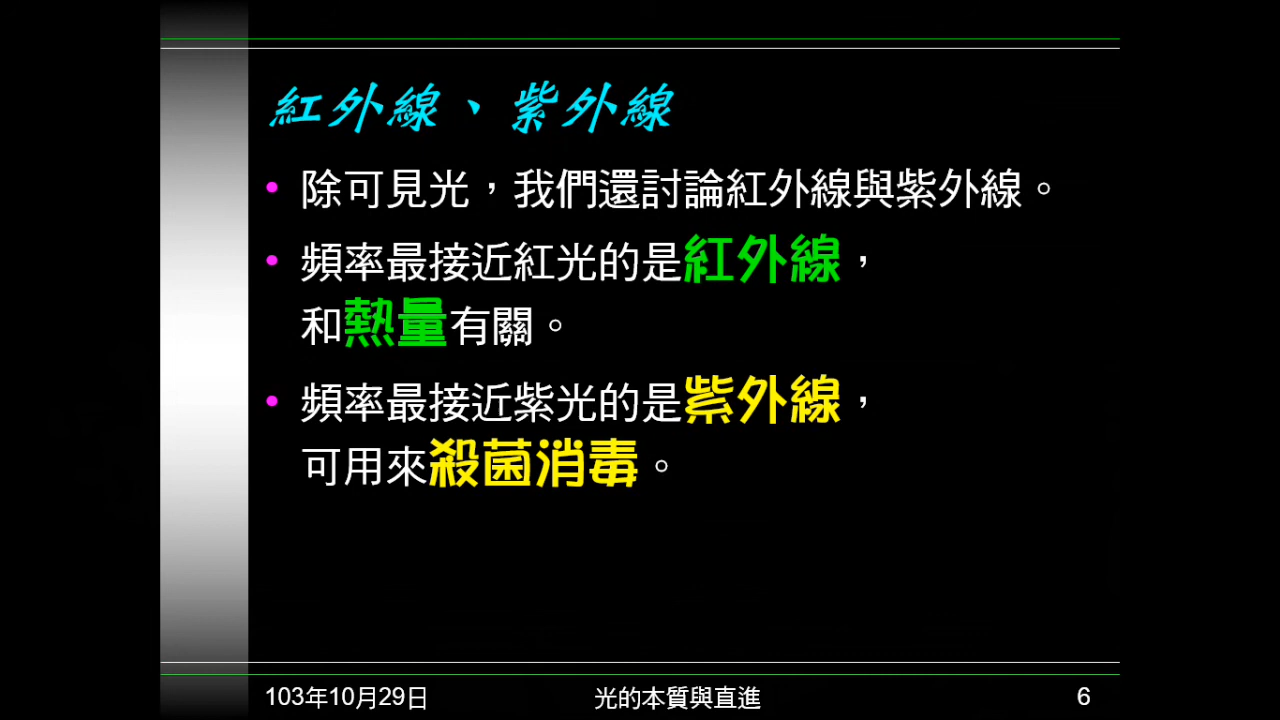 紅外線、紫外線
• 除可見光，我們還討論紅外線與紫外線。
• 頻率最接近紅光的是紅外線，
和熱量有關。
• 頻率最接近紫光的是紫外線，
可用來殺菌消毒。
103年10月29日
光的本質與直進
6